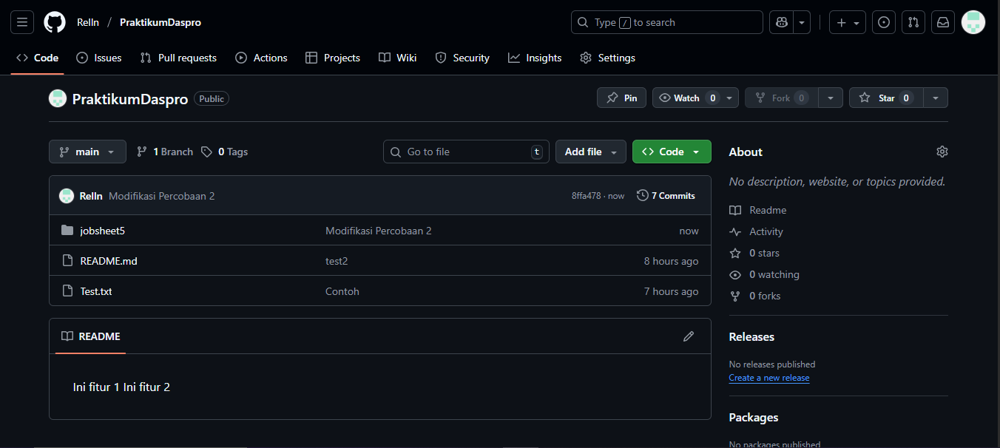 Relln / PraktikumDaspro
Type / to search
Code Issues Pull requests Actions Projects Wiki Security Insights Settings
PraktikumDaspro Public
Pin Watch 0 Fork 0 Star 0
main 1 Branch 0 Tags
Go to file t Add file Code
Relln Modifikasi Percobaan 2 8ffa478 · now 7 Commits
jobsheet5 Modifikasi Percobaan 2 now
README.md test2 8 hours ago
Test.txt Contoh 7 hours ago
README
Ini fitur 1 Ini fitur 2
About
No description, website, or topics provided.
Readme
Activity
0 stars
0 watching
0 forks
Releases
No releases published
Create a new release
Packages
No packages published